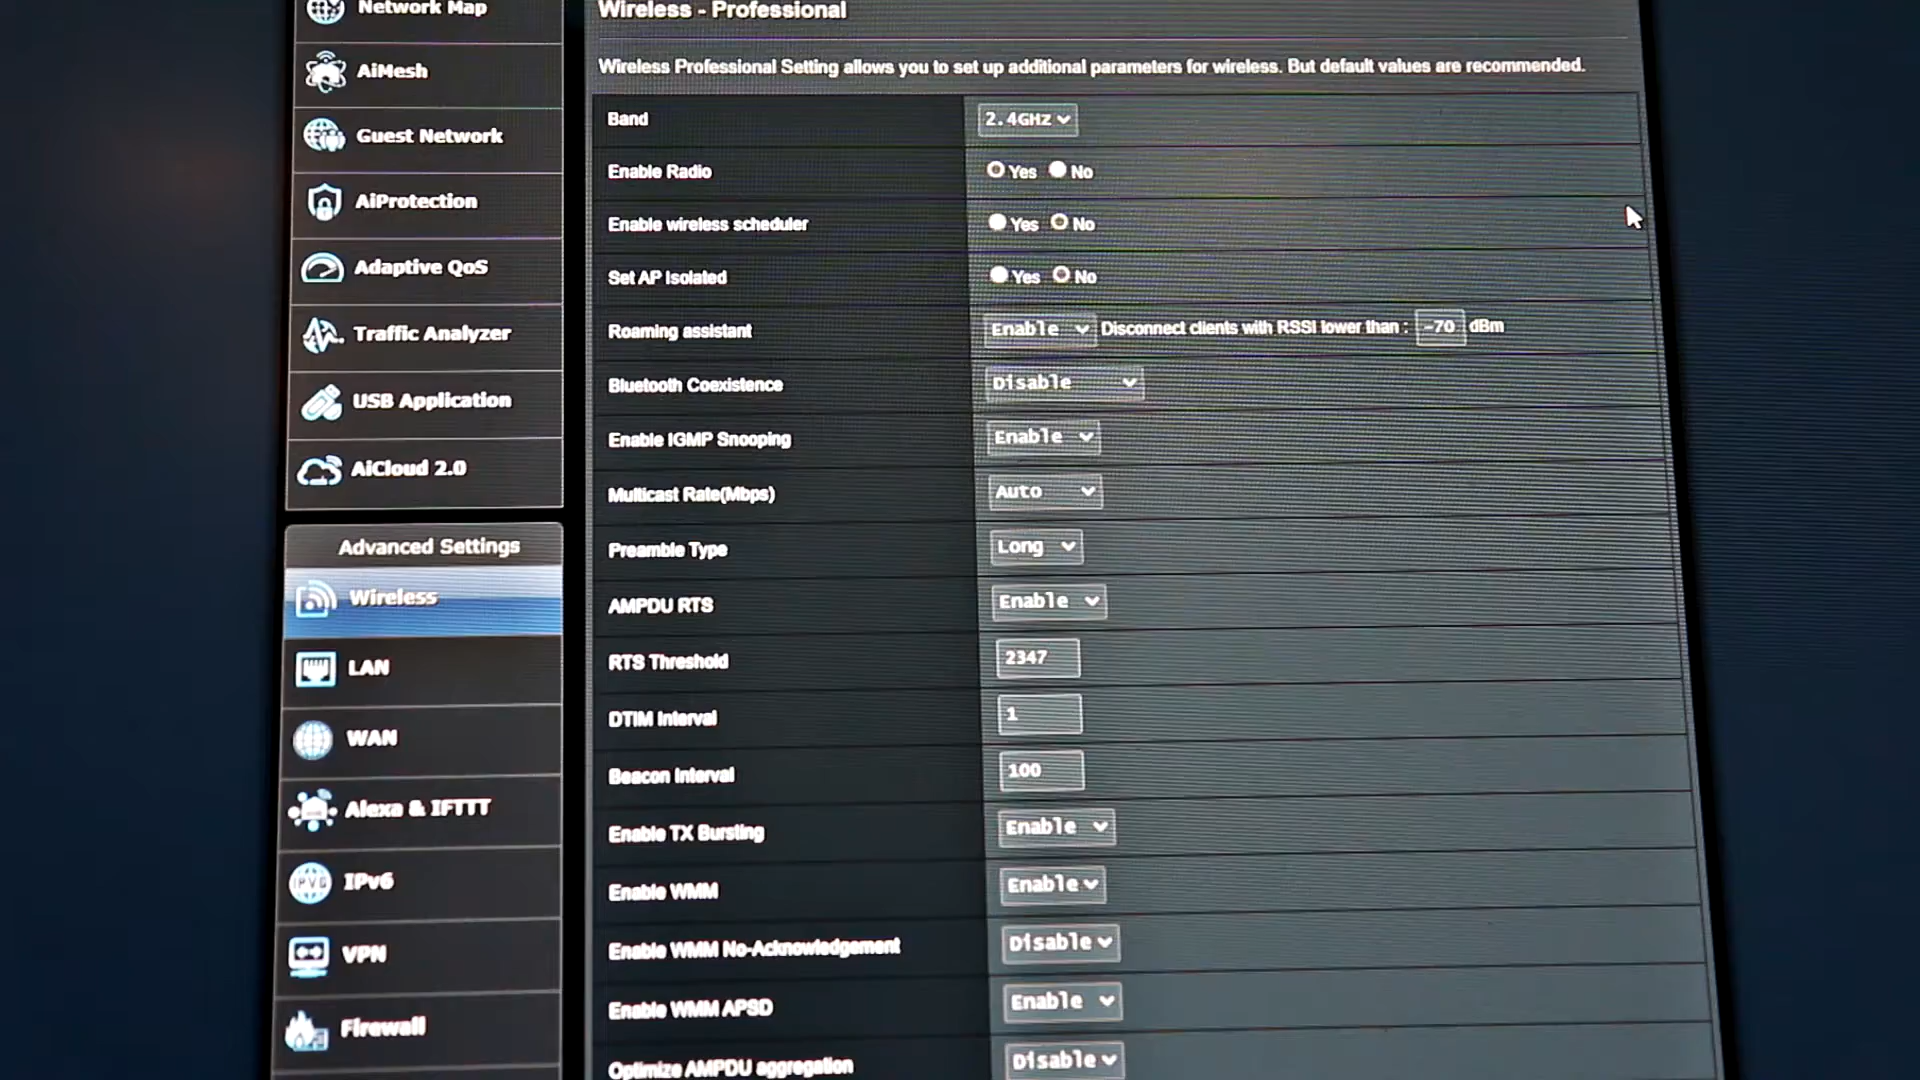 Network Map
AiMesh
Guest Network
AiProtection
Adaptive QoS
Traffic Analyzer
USB Application
AiCloud 2.0
Advanced Settings
Wireless
LAN
WAN
Alexa & IFTTT
IPv6
VPN
Firewall
Wireless - Professional
Wireless Professional Setting allows you to set up additional parameters for wireless. But default values are recommended.
Band 2.4GHz
Enable Radio Yes No
Enable wireless scheduler Yes No
Set AP Isolated Yes No
Roaming assistant Enable Disconnect clients with RSSI lower than : -70 dBm
Bluetooth Coexistence Disable
Enable IGMP Snooping Enable
Multicast Rate(Mbps) Auto
Preamble Type Long
AMPDU RTS Enable
RTS Threshold 2347
DTIM Interval 1
Beacon Interval 100
Enable TX Bursting Enable
Enable WMM Enable
Enable WMM No-Acknowledgement Disable
Enable WMM APSD Enable
Optimize AMPDU aggregation Disable